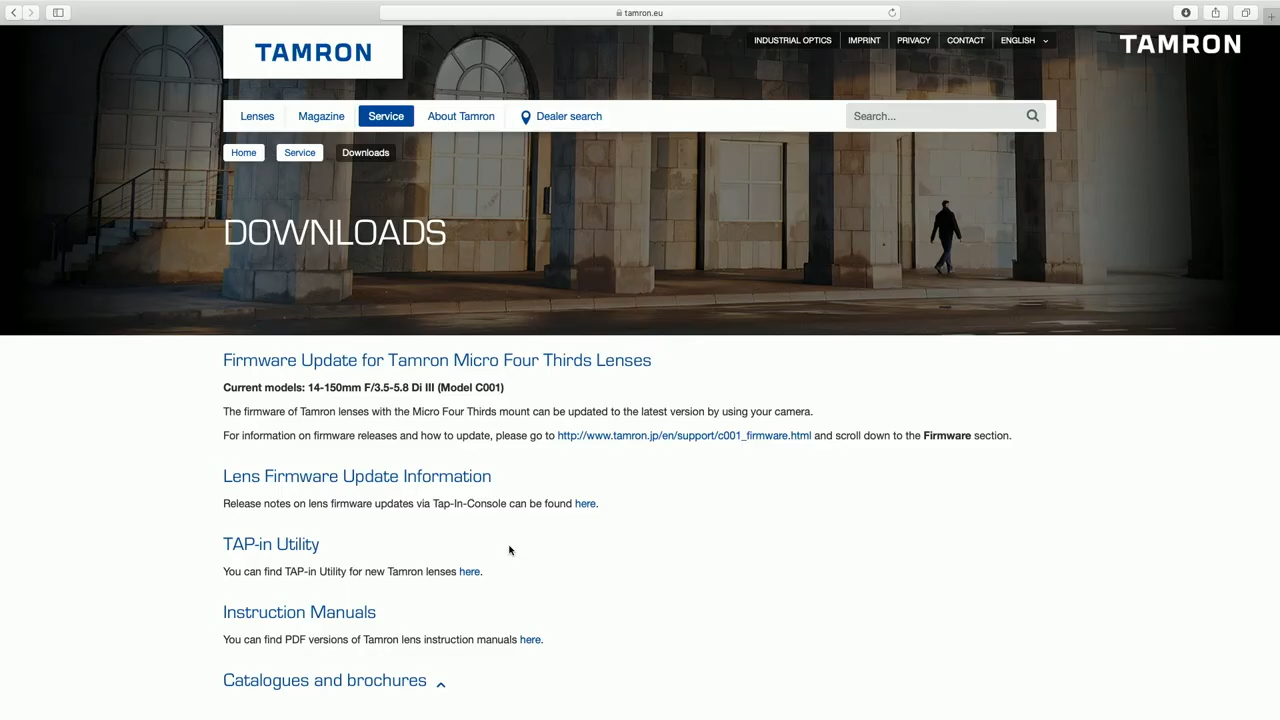 tamron.eu
TAMRON
INDUSTRIAL OPTICS
IMPRINT
PRIVACY
CONTACT
ENGLISH
TAMRON
Lenses
Magazine
Service
About Tamron
Dealer search
Search...
Home
Service
Downloads
DOWNLOADS
Firmware Update for Tamron Micro Four Thirds Lenses
Current models: 14-150mm F/3.5-5.8 Di III (Model C001)
The firmware of Tamron lenses with the Micro Four Thirds mount can be updated to the latest version by using your camera.
For information on firmware releases and how to update, please go to http://www.tamron.jp/en/support/c001_firmware.html and scroll down to the Firmware section.
Lens Firmware Update Information
Release notes on lens firmware updates via Tap-In-Console can be found here.
TAP-in Utility
You can find TAP-in Utility for new Tamron lenses here.
Instruction Manuals
You can find PDF versions of Tamron lens instruction manuals here.
Catalogues and brochures